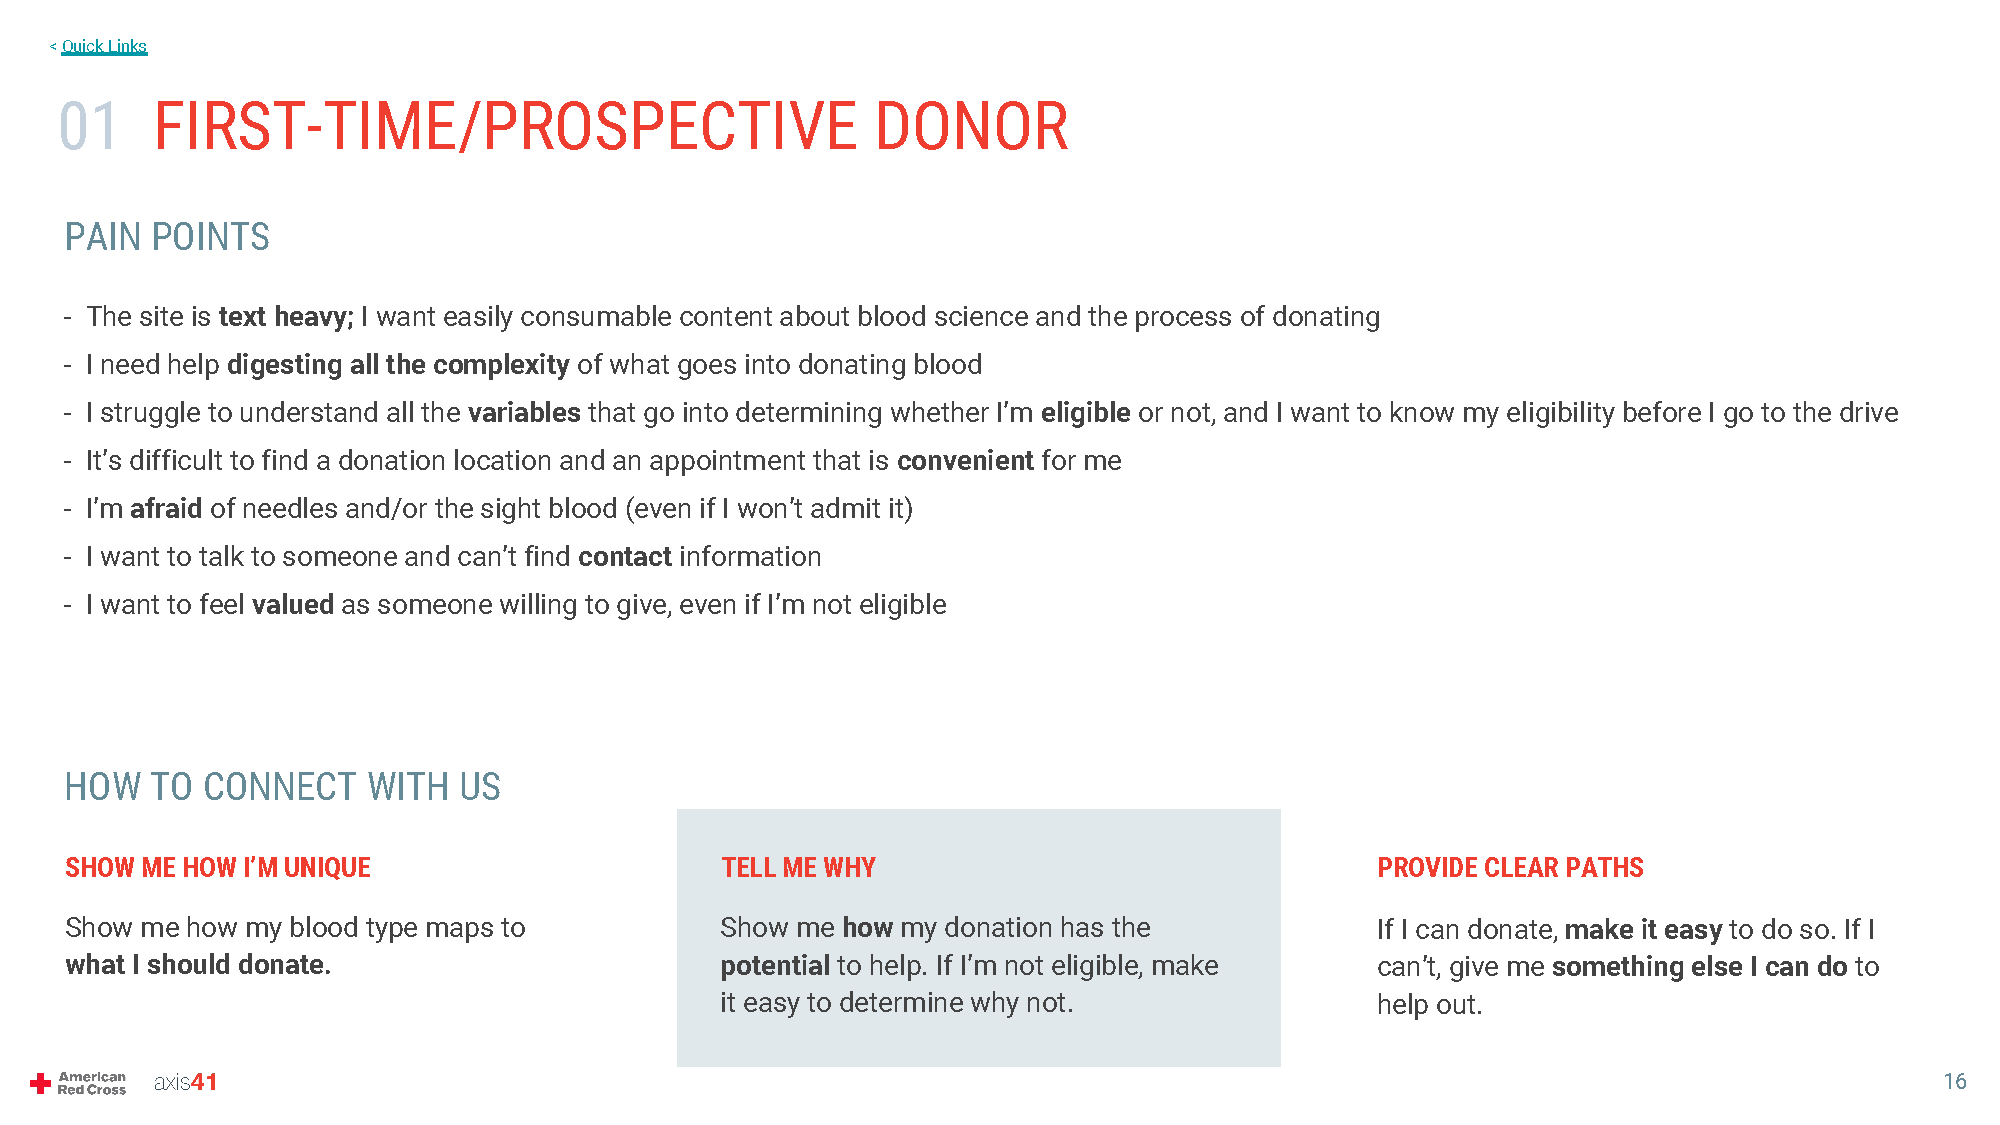 < Quick Links
01 FIRST-TIME/PROSPECTIVE DONOR
PAIN POINTS
- The site is text heavy; I want easily consumable content about blood science and the process of donating
- I need help digesting all the complexity of what goes into donating blood
- I struggle to understand all the variables that go into determining whether I’m eligible or not, and I want to know my eligibility before I go to the drive
- It’s difficult to find a donation location and an appointment that is convenient for me
- I’m afraid of needles and/or the sight blood (even if I won’t admit it)
- I want to talk to someone and can’t find contact information
- I want to feel valued as someone willing to give, even if I’m not eligible
HOW TO CONNECT WITH US
SHOW ME HOW I’M UNIQUE
Show me how my blood type maps to
what I should donate.
TELL ME WHY
Show me how my donation has the
potential to help. If I’m not eligible, make
it easy to determine why not.
PROVIDE CLEAR PATHS
If I can donate, make it easy to do so. If I
can’t, give me something else I can do to
help out.
American
Red Cross
axis41
16